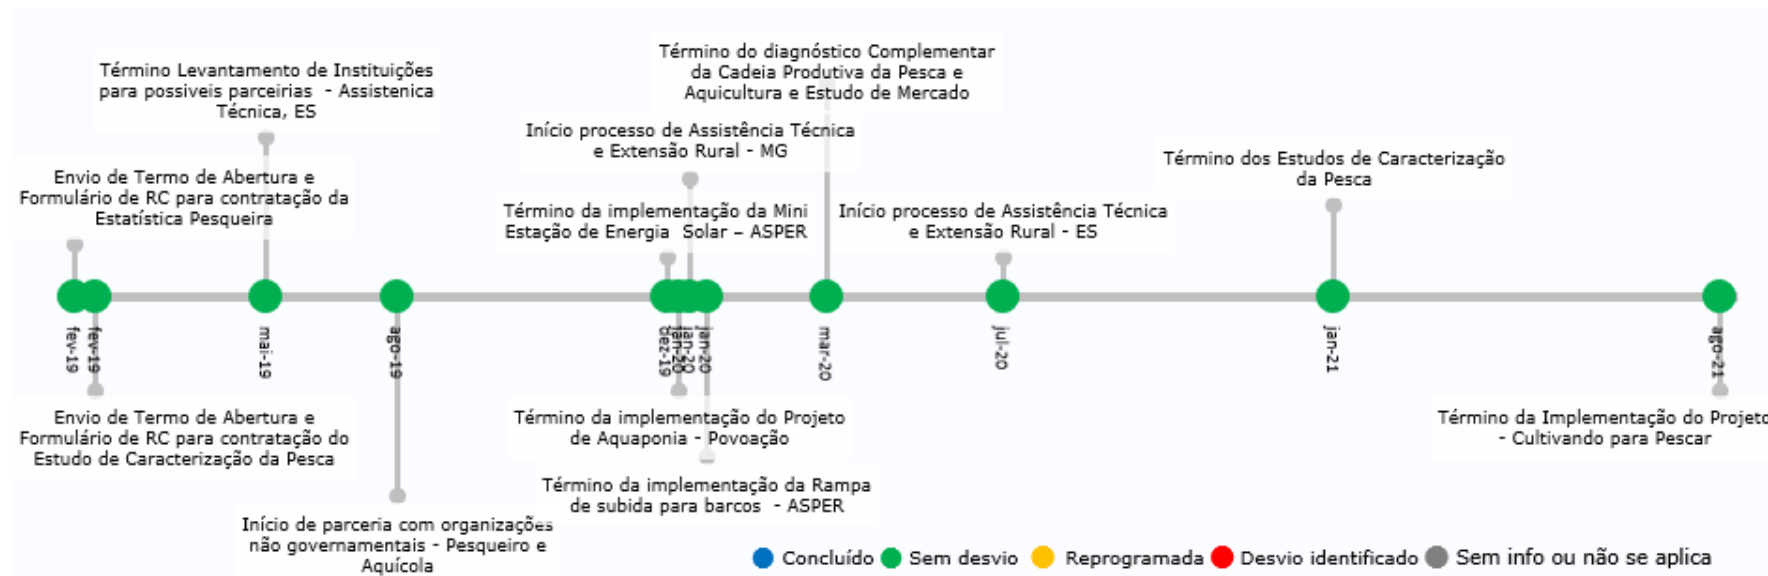 Término do diagnóstico Complementar
da Cadeia Produtiva da Pesca e
Aquicultura e Estudo de Mercado
Término Levantamento de Instituições
para possiveis parceirias - Assistenica
Técnica, ES
Início processo de Assistência Técnica
e Extensão Rural - MG
Término dos Estudos de Caracterização
da Pesca
Envio de Termo de Abertura e
Formulário de RC para contratação da
Estatística Pesqueira
Término da implementação da Mini
Estação de Energia Solar – ASPER
Início processo de Assistência Técnica
e Extensão Rural - ES
fev-19
fev-19
mai-19
ago-19
dez-19
jan-20
jan-20
jan-20
mar-20
jul-20
jan-21
ago-21
Envio de Termo de Abertura e
Formulário de RC para contratação do
Estudo de Caracterização da Pesca
Término da implementação do Projeto
de Aquaponia - Povoação
Término da Implementação do Projeto
- Cultivando para Pescar
Término da implementação da Rampa
de subida para barcos - ASPER
Início de parceria com organizações
não governamentais - Pesqueiro e
Aquícola
Concluído
Sem desvio
Reprogramada
Desvio identificado
Sem info ou não se aplica